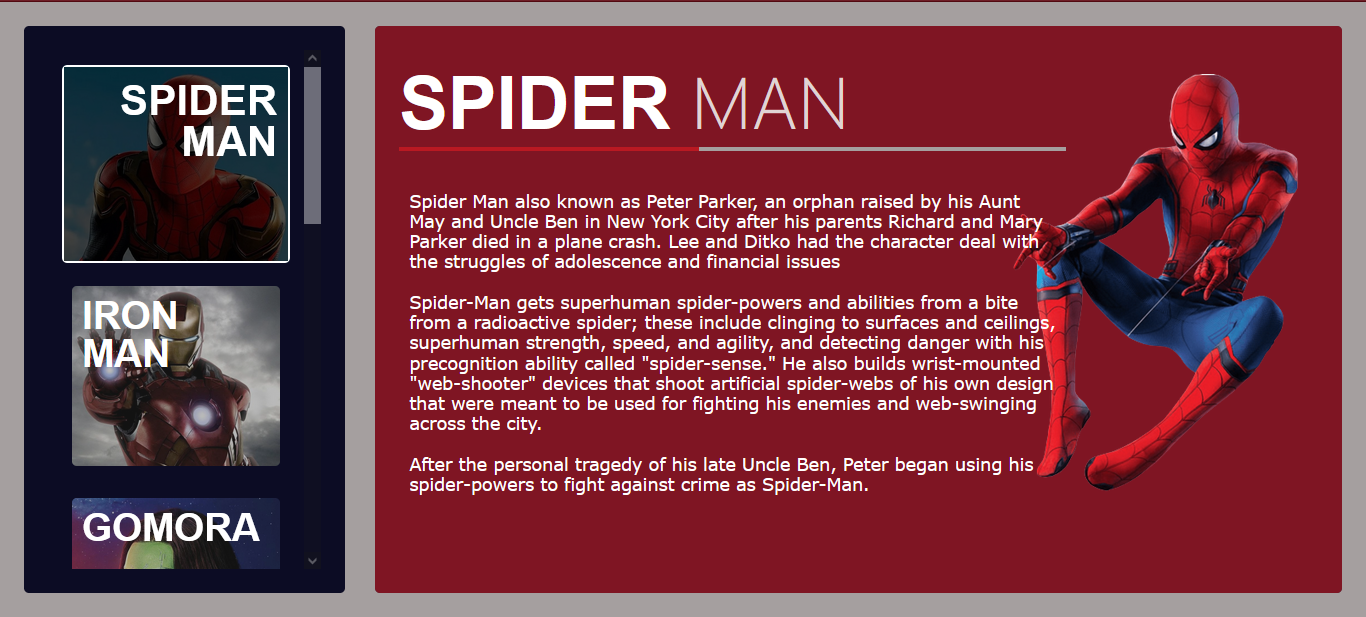 SPIDER
MAN
IRON
MAN
GOMORA
SPIDER MAN
Spider Man also known as Peter Parker, an orphan raised by his Aunt
May and Uncle Ben in New York City after his parents Richard and Mary
Parker died in a plane crash. Lee and Ditko had the character deal with
the struggles of adolescence and financial issues
Spider-Man gets superhuman spider-powers and abilities from a bite
from a radioactive spider; these include clinging to surfaces and ceilings,
superhuman strength, speed, and agility, and detecting danger with his
precognition ability called "spider-sense." He also builds wrist-mounted
"web-shooter" devices that shoot artificial spider-webs of his own design
that were meant to be used for fighting his enemies and web-swinging
across the city.
After the personal tragedy of his late Uncle Ben, Peter began using his
spider-powers to fight against crime as Spider-Man.